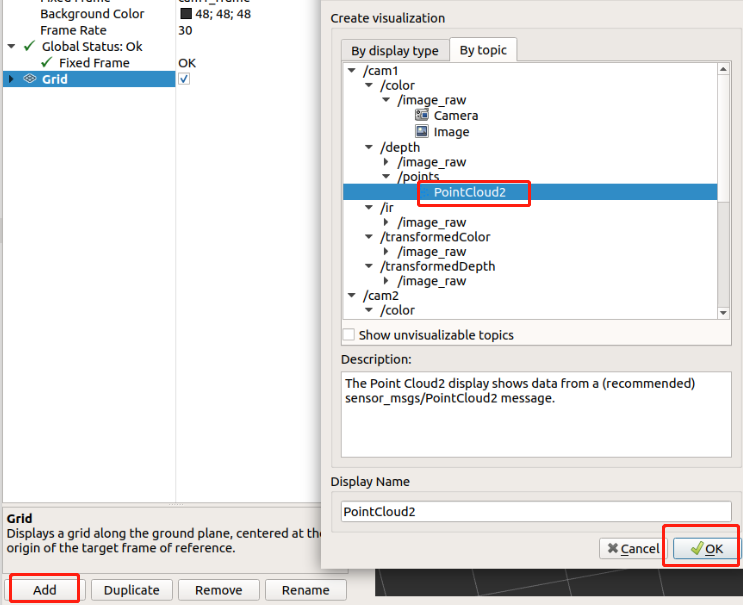 Background Color
48; 48; 48
Frame Rate
30
Global Status: Ok
Fixed Frame
OK
Grid
Grid
Displays a grid along the ground plane, centered at the
origin of the target frame of reference.
Add
Duplicate
Remove
Rename
Create visualization
By display type
By topic
/cam1
/color
/image_raw
Camera
Image
/depth
/image_raw
/points
PointCloud2
/ir
/image_raw
/transformedColor
/image_raw
/transformedDepth
/image_raw
/cam2
/color
Show unvisualizable topics
Description:
The Point Cloud2 display shows data from a (recommended)
sensor_msgs/PointCloud2 message.
Display Name
PointCloud2
Cancel
OK